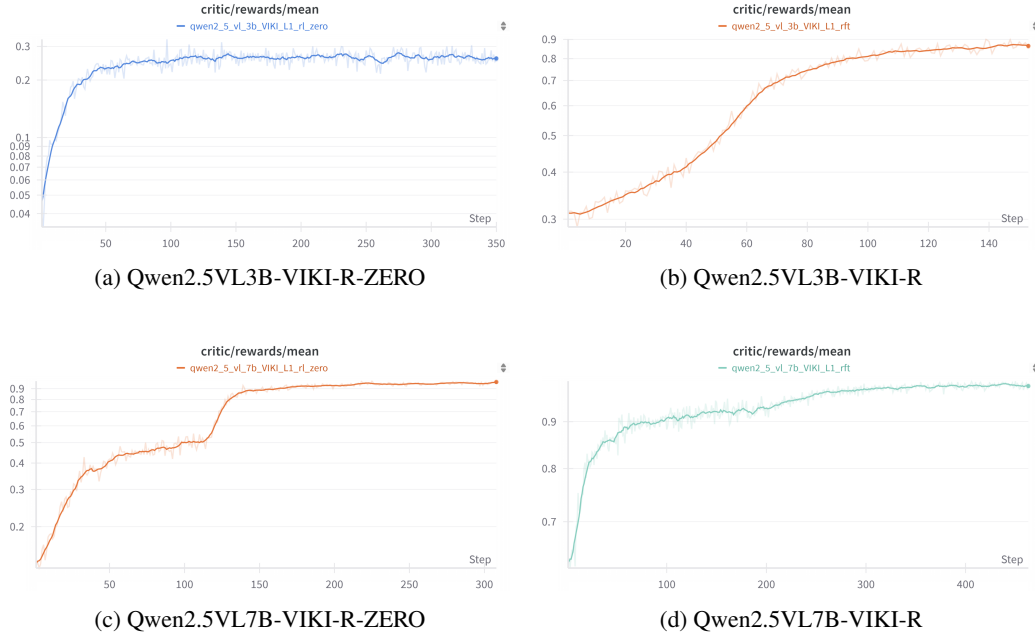 critic/rewards/mean
qwen2_5_vl_3b_VIKI_L1_rl_zero
0.3
0.2
0.1
0.09
0.08
0.07
0.06
0.05
0.04
Step
50 100 150 200 250 300 350
(a) Qwen2.5VL3B-VIKI-R-ZERO
critic/rewards/mean
qwen2_5_vl_3b_VIKI_L1_rft
0.9
0.8
0.7
0.6
0.5
0.4
0.3
Step
20 40 60 80 100 120 140
(b) Qwen2.5VL3B-VIKI-R
critic/rewards/mean
qwen2_5_vl_7b_VIKI_L1_rl_zero
0.9
0.8
0.7
0.6
0.5
0.4
0.3
0.2
Step
50 100 150 200 250 300
(c) Qwen2.5VL7B-VIKI-R-ZERO
critic/rewards/mean
qwen2_5_vl_7b_VIKI_L1_rft
0.9
0.8
0.7
Step
100 200 300 400
(d) Qwen2.5VL7B-VIKI-R